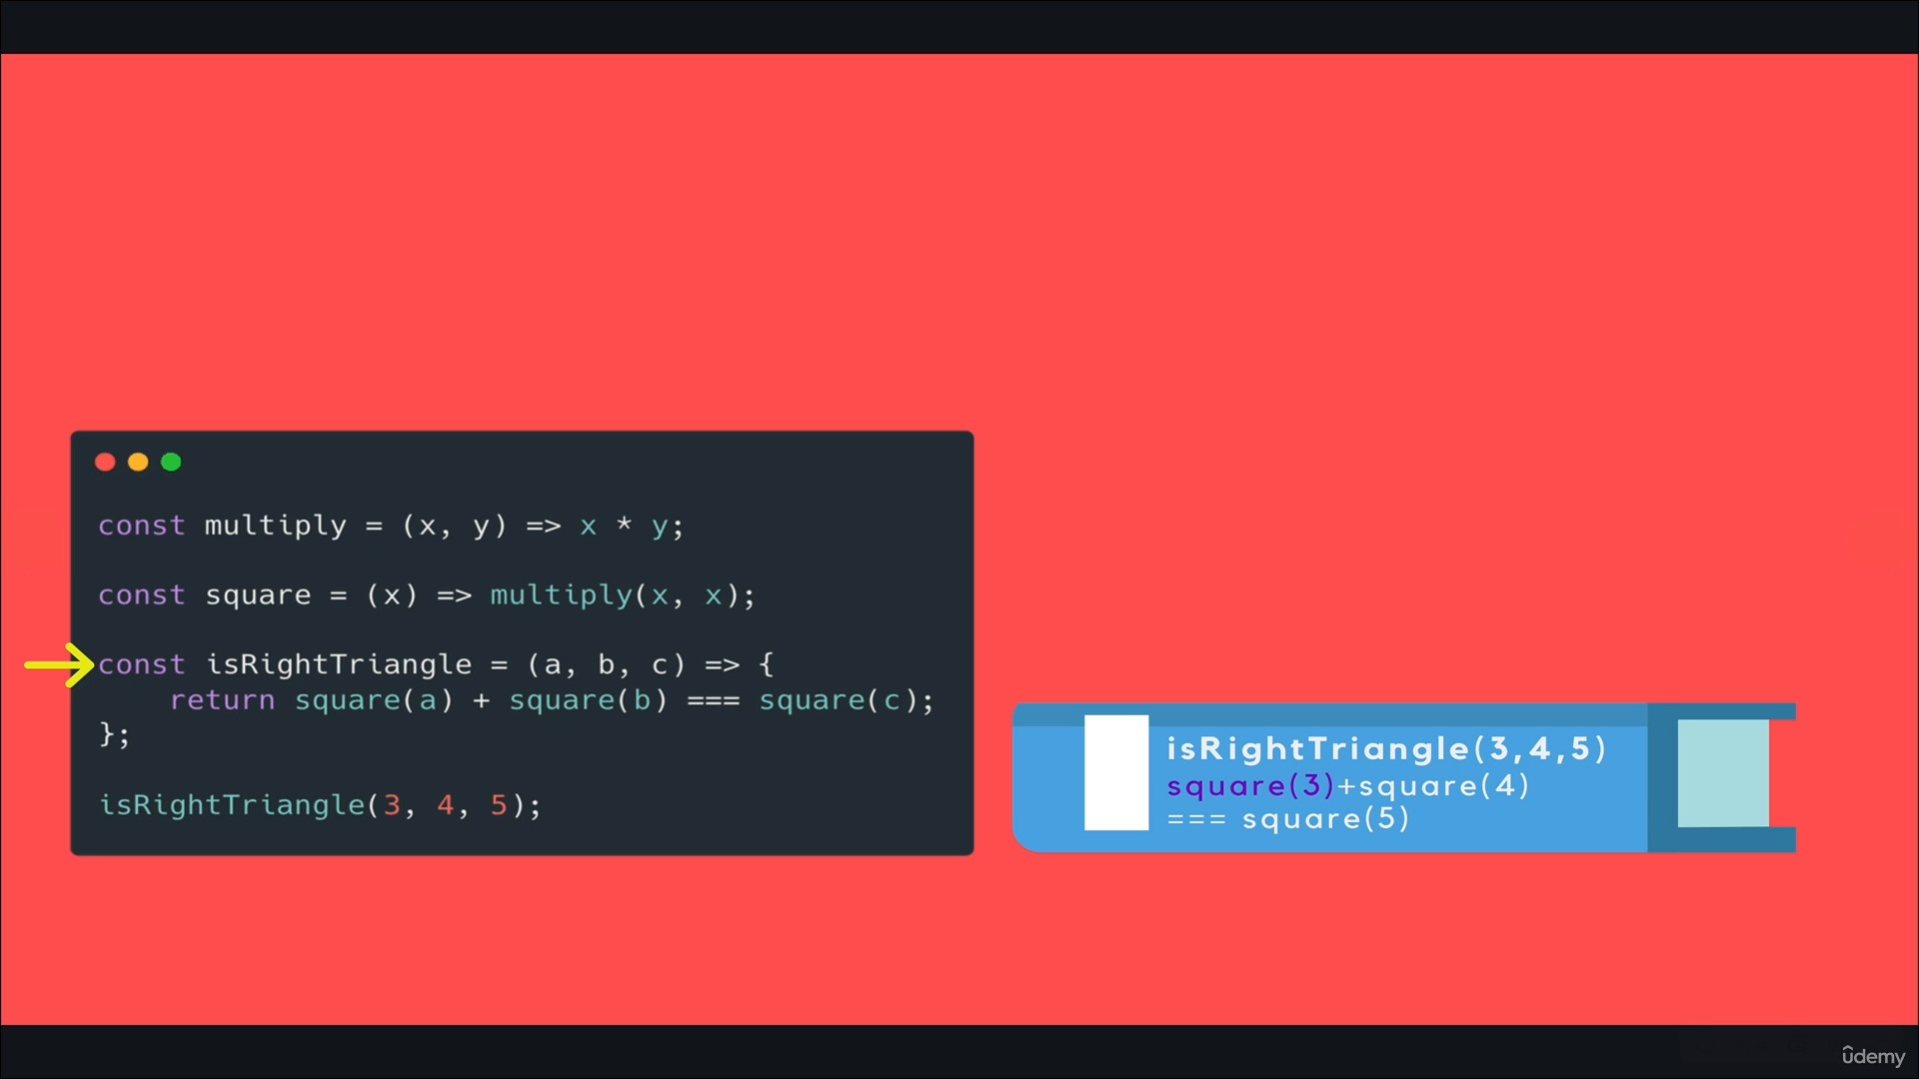 const multiply = (x, y) => x * y;
const square = (x) => multiply(x, x);
const isRightTriangle = (a, b, c) => {
    return square(a) + square(b) === square(c);
};
isRightTriangle(3, 4, 5);
isRightTriangle(3,4,5)
square(3)+square(4)
=== square(5)
ûdemy